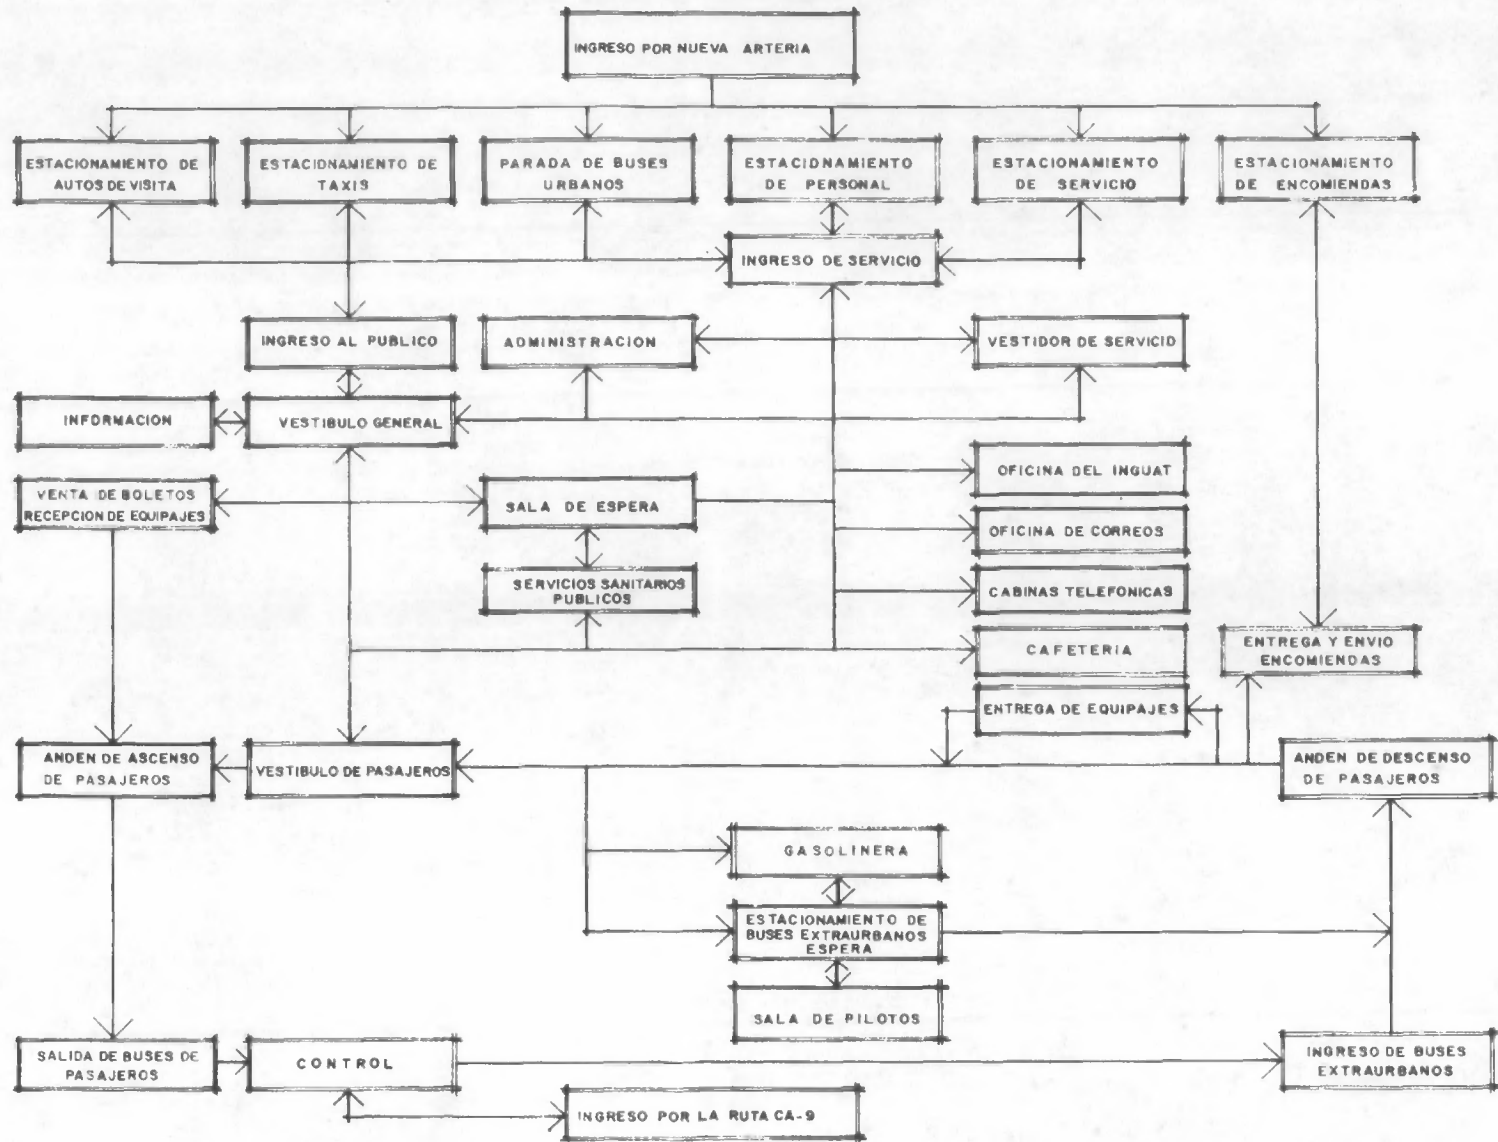 INGRESO POR NUEVA ARTERIA
ESTACIONAMIENTO DE
AUTOS DE VISITA
ESTACIONAMIENTO DE
TAXIS
PARADA DE BUSES
URBANOS
ESTACIONAMIENTO
DE PERSONAL
ESTACIONAMIENTO
DE SERVICIO
ESTACIONAMIENTO
DE ENCOMIENDAS
INGRESO DE SERVICIO
INGRESO AL PUBLICO
ADMINISTRACION
VESTIDOR DE SERVICIO
INFORMACION
VESTIBULO GENERAL
OFICINA DEL INGUAT
VENTA DE BOLETOS
RECEPCION DE EQUIPAJES
SALA DE ESPERA
OFICINA DE CORREOS
SERVICIOS SANITARIOS
PUBLICOS
CABINAS TELEFONICAS
CAFETERIA
ENTREGA Y ENVIO
ENCOMIENDAS
ENTREGA DE EQUIPAJES
ANDEN DE ASCENSO
DE PASAJEROS
VESTIBULO DE PASAJEROS
ANDEN DE DESCENSO
DE PASAJEROS
GASOLINERA
ESTACIONAMIENTO DE
BUSES EXTRAURBANOS
ESPERA
SALA DE PILOTOS
SALIDA DE BUSES DE
PASAJEROS
CONTROL
INGRESO DE BUSES
EXTRAURBANOS
INGRESO POR LA RUTA CA-9